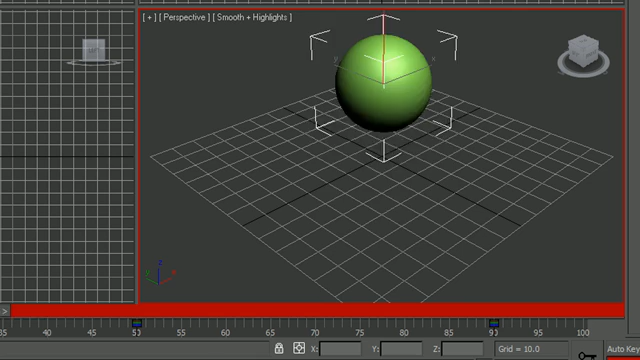 [ + ] [ Perspective ] [ Smooth + Highlights ]
LEFT
x
z
x
>
35 40 45 50 55 60 65 70 75 80 85 90 95 100
X: Y: Z: Grid = 10.0 Auto Key